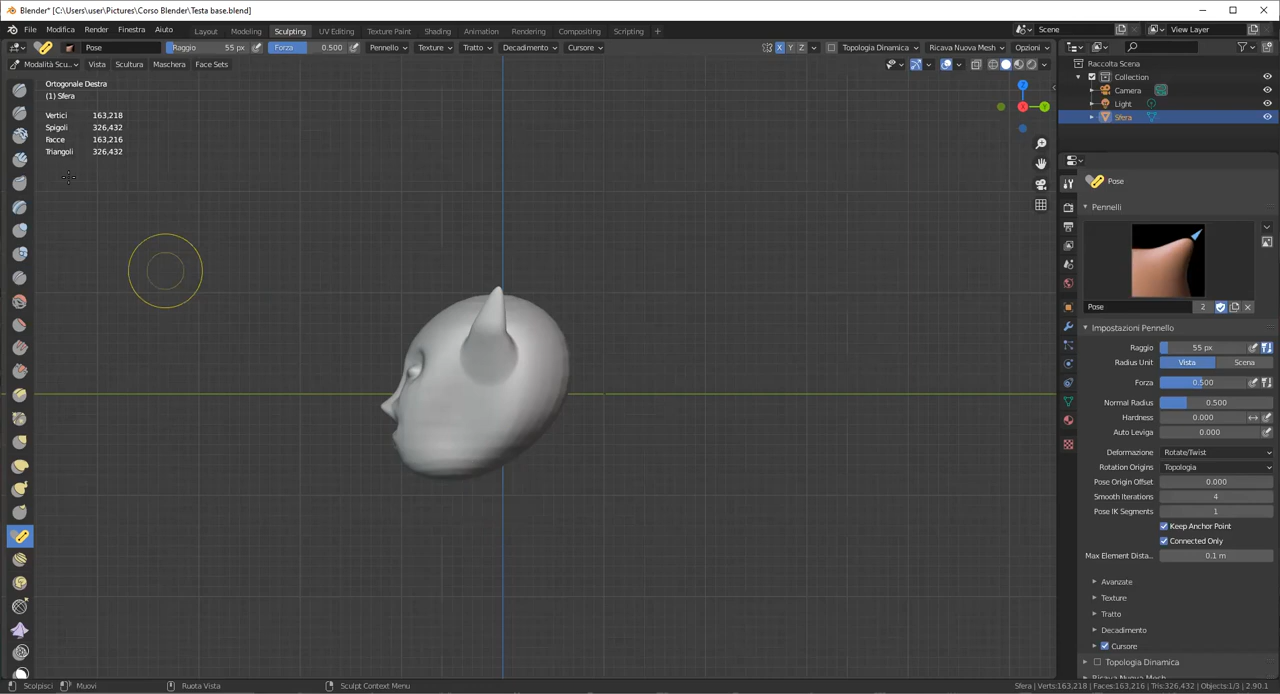 Blender* [C:\Users\user\Pictures\Corso Blender\Testa base.blend]
File Modifica Render Finestra Aiuto Layout Modeling Sculpting UV Editing Texture Paint Shading Animation Rendering Compositing Scripting + Scene View Layer
Pose Raggio 55 px Forza 0.500 Pennello Texture Tratto Decadimento Cursore X Y Z Topologia Dinamica Ricava Nuova Mesh Opzioni
Modalità Scu... Vista Scultura Maschera Face Sets
Raccolta Scena
Collection
Camera
Light
Sfera
Ortogonale Destra
(1) Sfera
Vertici 163,218
Spigoli 326,432
Facce 163,216
Triangoli 326,432
Z
X
Y
Pose
Pennelli
Pose 2
Impostazioni Pennello
Raggio 55 px
Radius Unit Vista Scena
Forza 0.500
Normal Radius 0.500
Hardness 0.000
Auto Leviga 0.000
Deformazione Rotate/Twist
Rotation Origins Topologia
Pose Origin Offset 0.000
Smooth Iterations 4
Pose IK Segments 1
Keep Anchor Point
Connected Only
Max Element Dista... 0.1 m
Avanzate
Texture
Tratto
Decadimento
Cursore
Topologia Dinamica
Ricava Nuova Mesh
Scolpisci Muovi Ruota Vista Sculpt Context Menu Sfera | Verts:163,218 | Faces:163,216 | Tris:326,432 | Objects:1/3 | 2.90.1